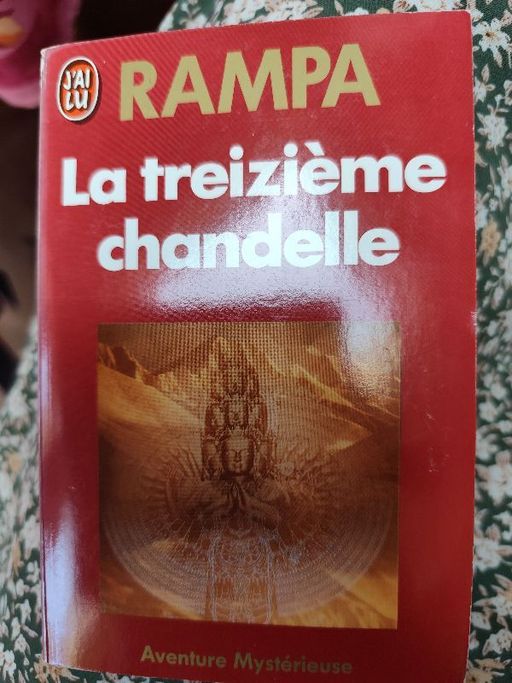 J'AI
LU
RAMPA
La treizième
chandelle
Aventure Mystérieuse